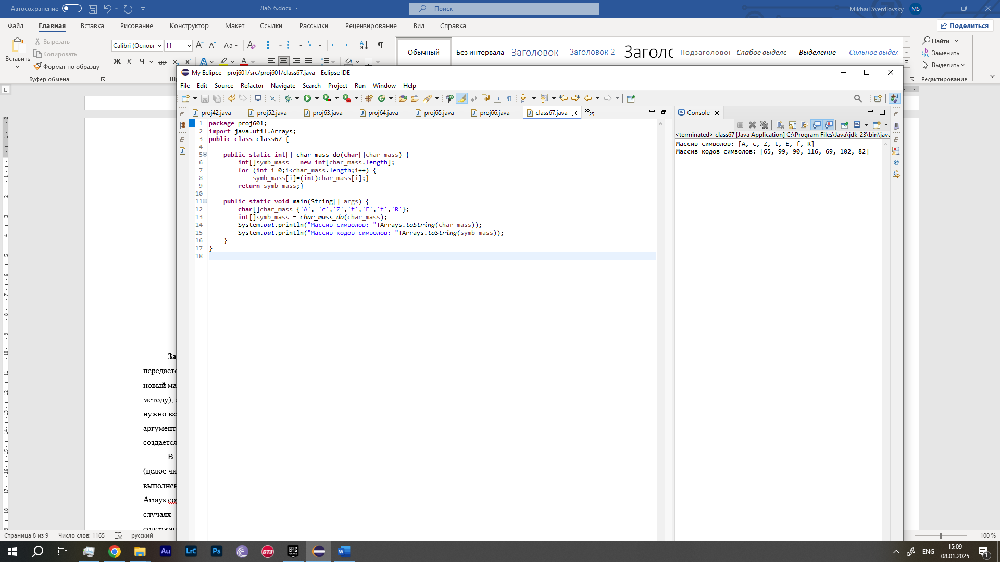 Автосохранение
Лаб_6.docx
Поиск
Mikhail Sverdlovsky MS
Файл Главная Вставка Рисование Конструктор Макет Ссылки Рассылки Рецензирование Вид Справка
Поделиться
Вставить
Вырезать
Копировать
Формат по образцу
Буфер обмена
Calibri (Основн 11
Обычный Без интервала Заголовок Заголовок 2 Заголо Подзаголовок Слабое выделе Выделение Сильное выдел
Найти
Заменить
Выделить
Редактирование
My Eclipce - proj601/src/proj601/class67.java - Eclipse IDE
File Edit Source Refactor Navigate Search Project Run Window Help
proj42.java proj52.java proj63.java proj64.java proj65.java proj66.java class67.java »25
1 package proj601;
2 import java.util.Arrays;
3 public class class67 {
4
5 public static int[] char_mass_do(char[]char_mass) {
6 int[]symb_mass = new int[char_mass.length];
7 for (int i=0;i<char_mass.length;i++) {
8 symb_mass[i]=(int)char_mass[i];}
9 return symb_mass;}
10
11 public static void main(String[] args) {
12 char[]char_mass={'A', 'c','Z','t','E','f','R'};
13 int[]symb_mass = char_mass_do(char_mass);
14 System.out.println("Массив символов: "+Arrays.toString(char_mass));
15 System.out.println("Массив кодов символов: "+Arrays.toString(symb_mass));
16 }
17 }
18
Console
<terminated> class67 [Java Application] C:\Program Files\Java\jdk-23\bin\java
Массив символов: [A, c, Z, t, E, f, R]
Массив кодов символов: [65, 99, 90, 116, 69, 102, 82]
За
передаетс
новый ма
методу),
нужно вз
аргумент
создается
В
(целое чи
выполнен
Arrays.co
случаях
содержа
Страница 8 из 9 Число слов: 1165 русский
100 %
Au LrC Ps GT3 EPIC GAMES W
ENG
15:09
08.01.2025
1